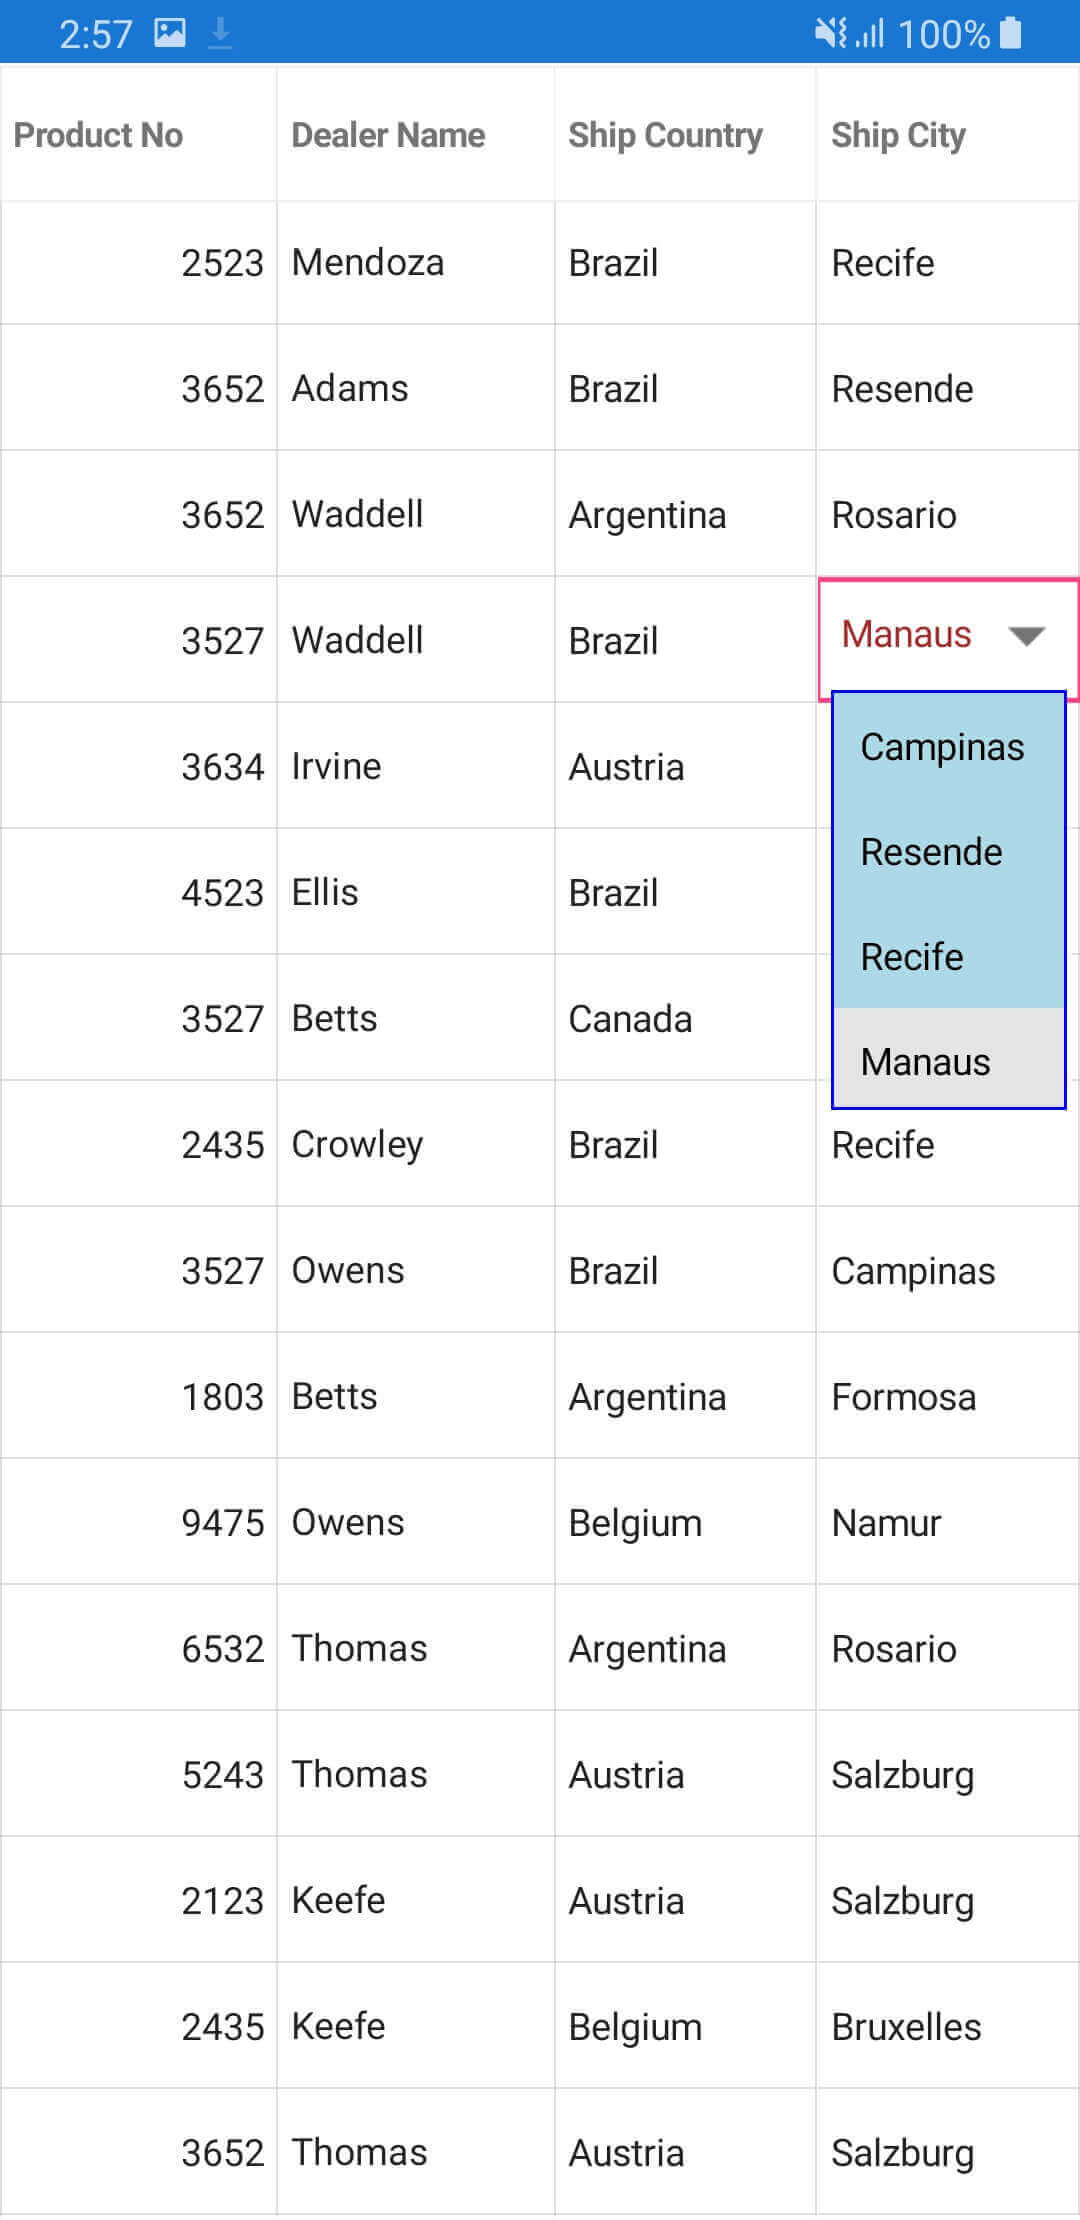 2:57 100%
Product No Dealer Name Ship Country Ship City
2523 Mendoza Brazil Recife
3652 Adams Brazil Resende
3652 Waddell Argentina Rosario
3527 Waddell Brazil Manaus
Campinas
3634 Irvine Austria
Resende
4523 Ellis Brazil
Recife
3527 Betts Canada
Manaus
2435 Crowley Brazil Recife
3527 Owens Brazil Campinas
1803 Betts Argentina Formosa
9475 Owens Belgium Namur
6532 Thomas Argentina Rosario
5243 Thomas Austria Salzburg
2123 Keefe Austria Salzburg
2435 Keefe Belgium Bruxelles
3652 Thomas Austria Salzburg